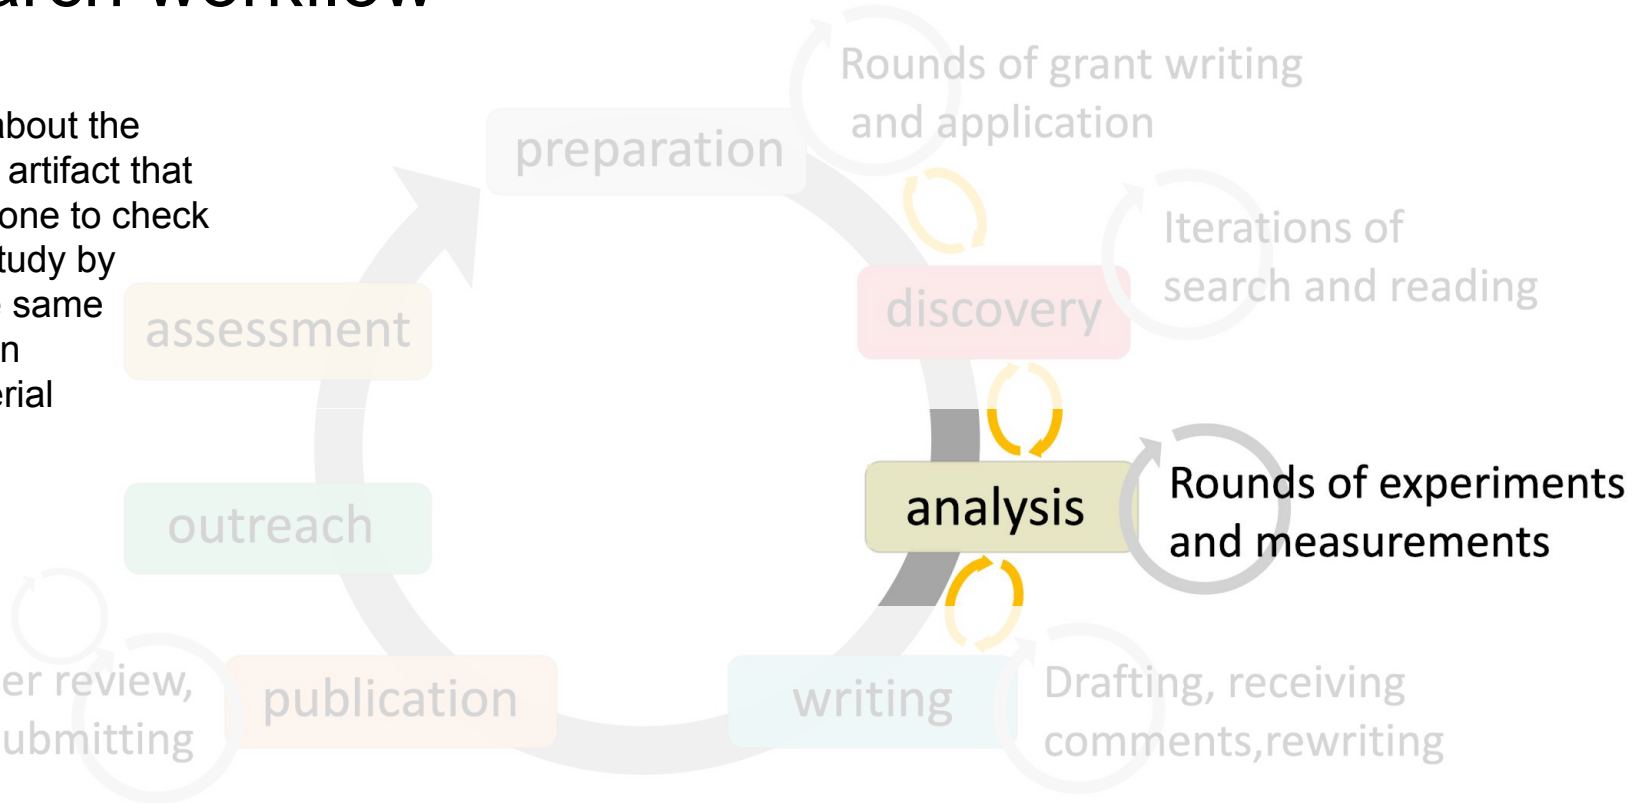 workflow
about the
artifact that
one to check
tudy by
same
erial
preparation
Rounds of grant writing
and application
discovery
Iterations of
search and reading
assessment
analysis
Rounds of experiments
and measurements
outreach
er review,
ubmitting
publication
writing
Drafting, receiving
comments,rewriting